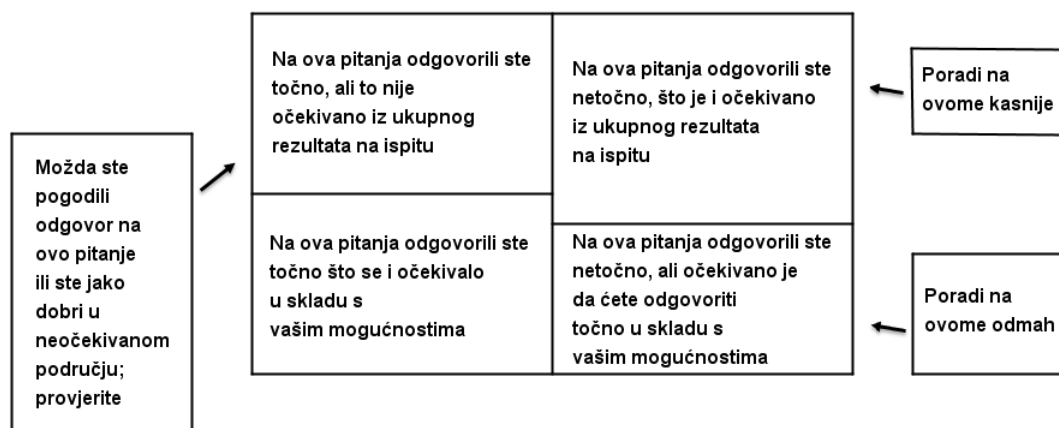 Možda ste
pogodili
odgovor na
ovo pitanje
ili ste jako
dobri u
neočekivanom
području;
provjerite
Na ova pitanja odgovorili ste
točno, ali to nije
očekivano iz ukupnog
rezultata na ispitu
Na ova pitanja odgovorili ste
netočno, što je i očekivano
iz ukupnog rezultata
na ispitu
Na ova pitanja odgovorili ste
točno što se i očekivalo
u skladu s
vašim mogućnostima
Na ova pitanja odgovorili ste
netočno, ali očekivano je
da ćete odgovoriti
točno u skladu s
vašim mogućnostima
Poradi na
ovome kasnije
Poradi na
ovome odmah